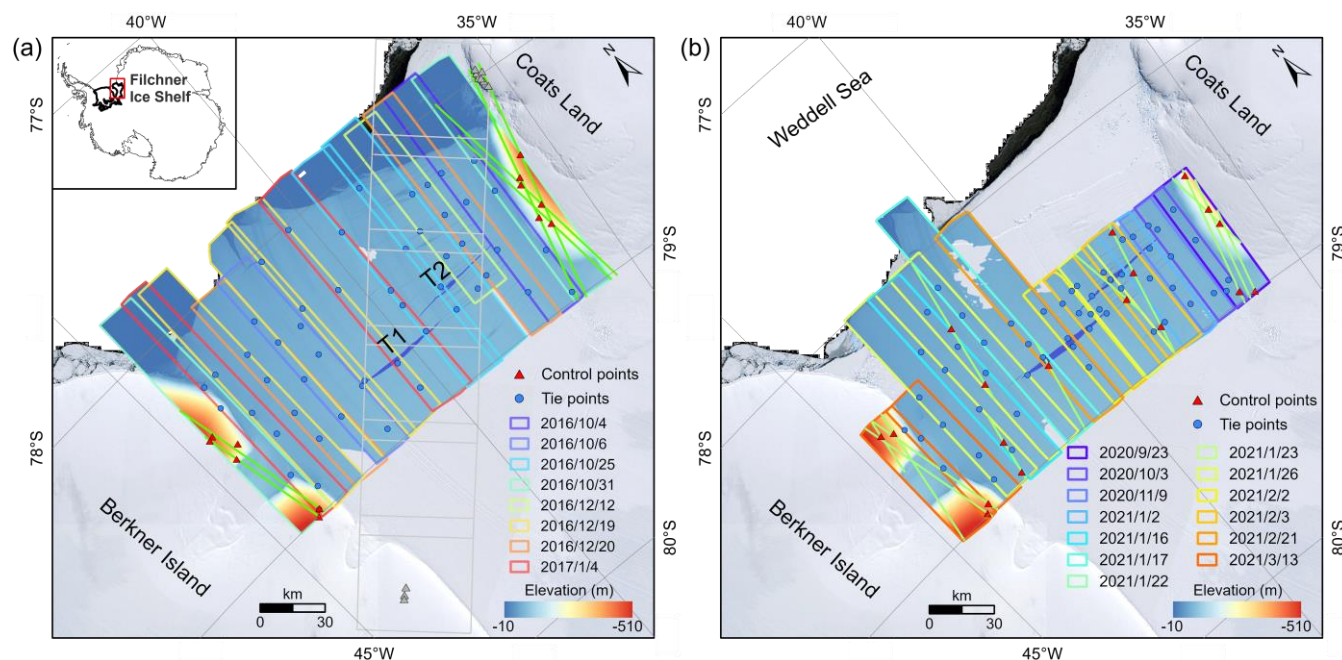 (a)
40°W
35°W
Filchner
Ice Shelf
N
Coats Land
77°S
79°S
T2
T1
Control points
Tie points
2016/10/4
2016/10/6
2016/10/25
2016/10/31
2016/12/12
2016/12/19
2016/12/20
2017/1/4
78°S
Berkner Island
80°S
km
0 30
Elevation (m)
-10 -510
45°W
(b)
40°W
35°W
Weddell Sea
N
Coats Land
77°S
79°S
Control points
Tie points
2020/9/23 2021/1/23
2020/10/3 2021/1/26
2020/11/9 2021/2/2
2021/1/2 2021/2/3
2021/1/16 2021/2/21
2021/1/17 2021/3/13
2021/1/22
78°S
Berkner Island
80°S
km
0 30
Elevation (m)
-10 -510
45°W